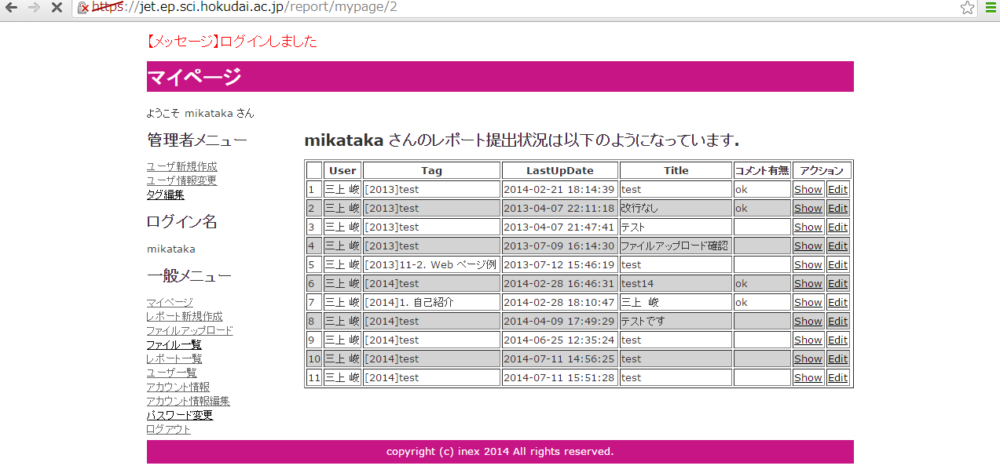 https://jet.ep.sci.hokudai.ac.jp/report/mypage/2
【メッセージ】ログインしました
マイページ
ようこそ mikataka さん
管理者メニュー
ユーザ新規作成
ユーザ情報変更
タグ編集
ログイン名
mikataka
一般メニュー
マイページ
レポート新規作成
ファイルアップロード
ファイル一覧
レポート一覧
ユーザ一覧
アカウント情報
アカウント情報編集
パスワード変更
ログアウト
mikataka さんのレポート提出状況は以下のようになっています.
User Tag LastUpDate Title コメント有無 アクション
1 三上 峻 [2013]test 2014-02-21 18:14:39 test ok Show Edit
2 三上 峻 [2013]test 2013-04-07 22:11:18 改行なし ok Show Edit
3 三上 峻 [2013]test 2013-04-07 21:47:41 テスト Show Edit
4 三上 峻 [2013]test 2013-07-09 16:14:30 ファイルアップロード確認 Show Edit
5 三上 峻 [2013]11-2. Web ページ例 2013-07-12 15:46:19 test Show Edit
6 三上 峻 [2014]test 2014-02-28 16:46:31 test14 ok Show Edit
7 三上 峻 [2014]1. 自己紹介 2014-02-28 18:10:47 三上 峻 ok Show Edit
8 三上 峻 [2014]test 2014-04-09 17:49:29 テストです Show Edit
9 三上 峻 [2014]test 2014-06-25 12:35:24 test Show Edit
10 三上 峻 [2014]test 2014-07-11 14:56:25 test Show Edit
11 三上 峻 [2014]test 2014-07-11 15:51:28 test Show Edit
copyright (c) inex 2014 All rights reserved.